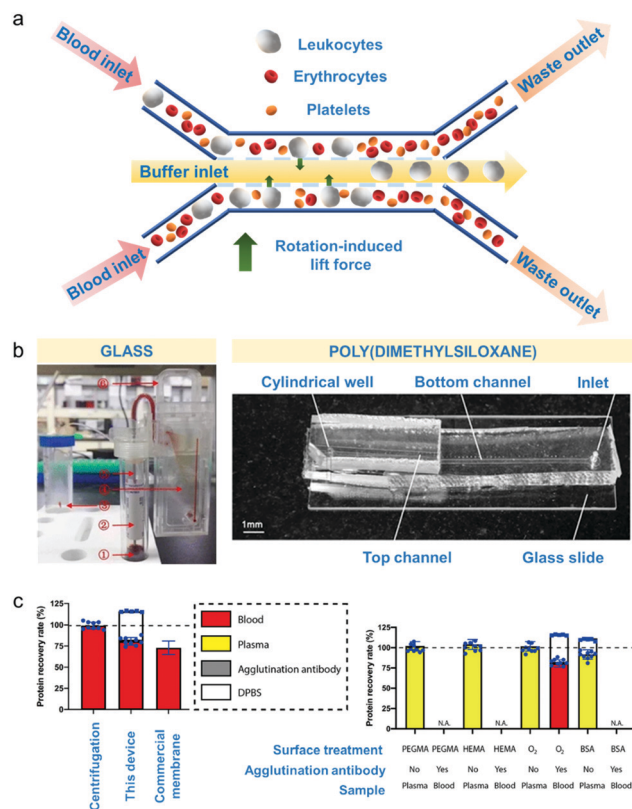 a
Blood inlet
Leukocytes
Erythrocytes
Platelets
Waste outlet
Buffer inlet
Blood inlet
Rotation-induced
lift force
Waste outlet
b
GLASS
POLY(DIMETHYLSILOXANE)
Cylindrical well
Bottom channel
Inlet
③
②
①
1mm
Top channel
Glass slide
c
Protein recovery rate (%)
125
100
75
50
25
0
Centrifugation
This device
Commercial
membrane
Blood
Plasma
Agglutination antibody
DPBS
Protein recovery rate (%)
125
100
75
50
25
0
N.A.
N.A.
N.A.
Surface treatment
PEGMA PEGMA HEMA HEMA O₂ O₂ BSA BSA
Agglutination antibody
No Yes No Yes No Yes No Yes
Sample
Plasma Blood Plasma Blood Plasma Blood Plasma Blood